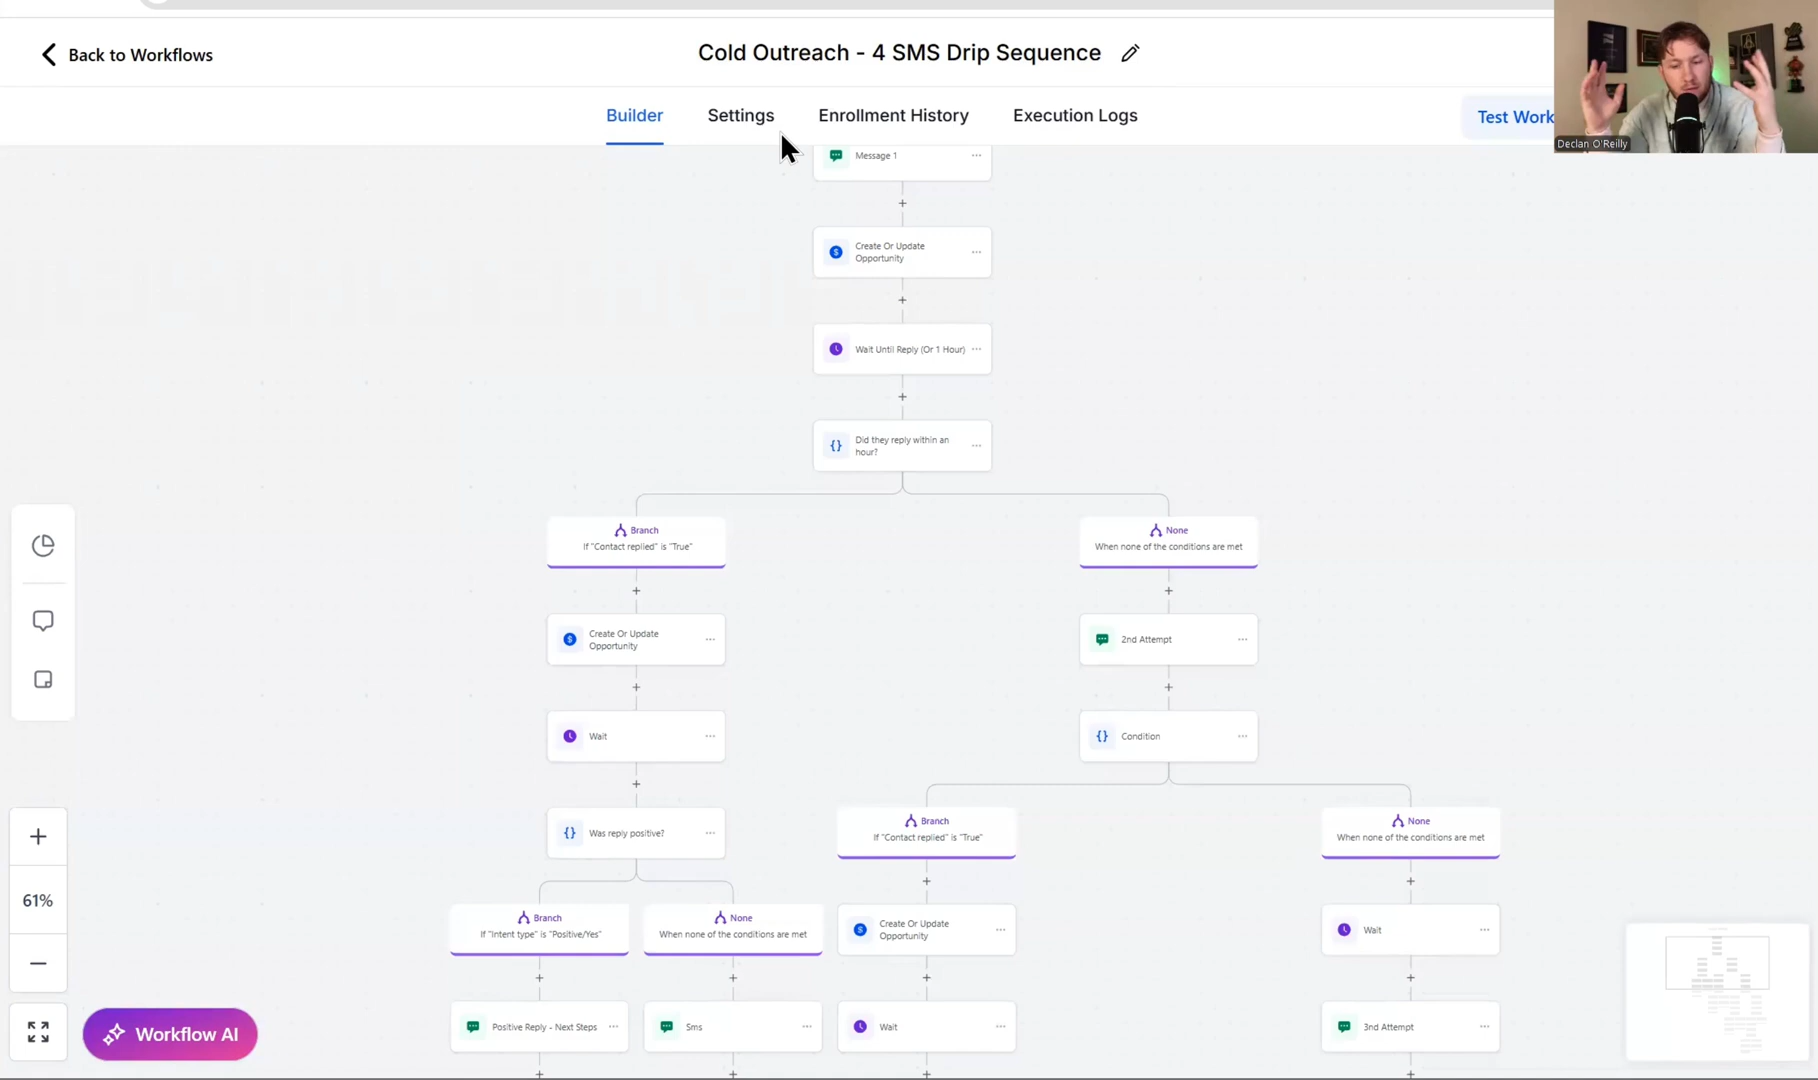 Back to Workflows
Cold Outreach - 4 SMS Drip Sequence
Builder
Settings
Enrollment History
Execution Logs
Test Work
Declan O'Reilly
Message 1
Create Or Update
Opportunity
Wait Until Reply (Or 1 Hour)
Did they reply within an
hour?
Branch
If "Contact replied" is "True"
None
When none of the conditions are met
Create Or Update
Opportunity
2nd Attempt
Wait
Condition
Was reply positive?
Branch
If "Contact replied" is "True"
None
When none of the conditions are met
Branch
If "Intent type" is "Positive/Yes"
None
When none of the conditions are met
Create Or Update
Opportunity
Wait
Positive Reply - Next Steps
Sms
Wait
3nd Attempt
61%
Workflow AI